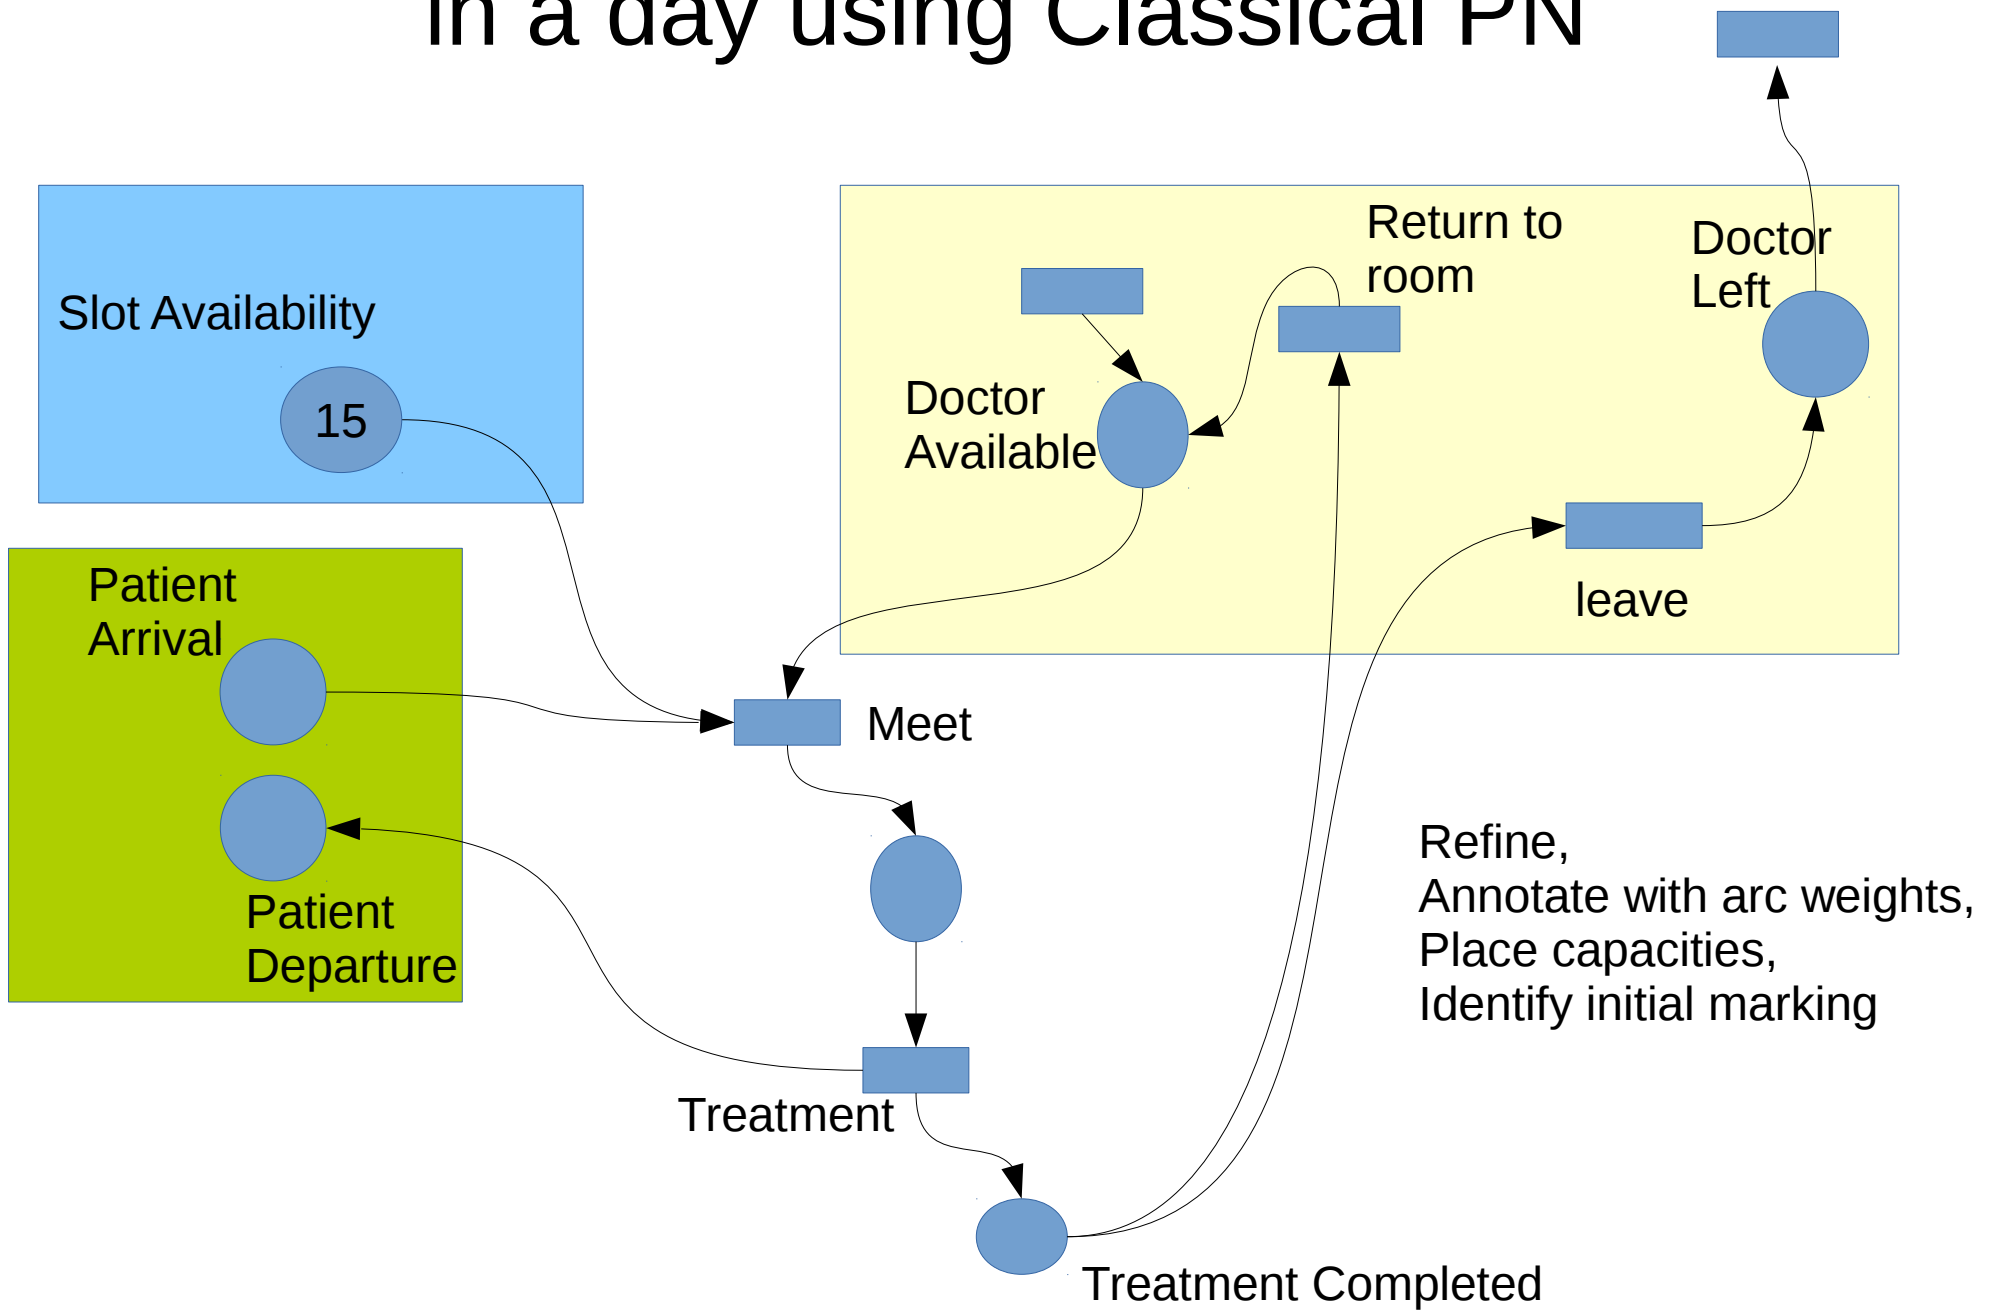 in a day using Classical PN
Return to
room
Doctor
Left
Slot Availability
15
Doctor
Available
Patient
Arrival
leave
Meet
Patient
Departure
Refine,
Annotate with arc weights,
Place capacities,
Identify initial marking
Treatment
Treatment Completed